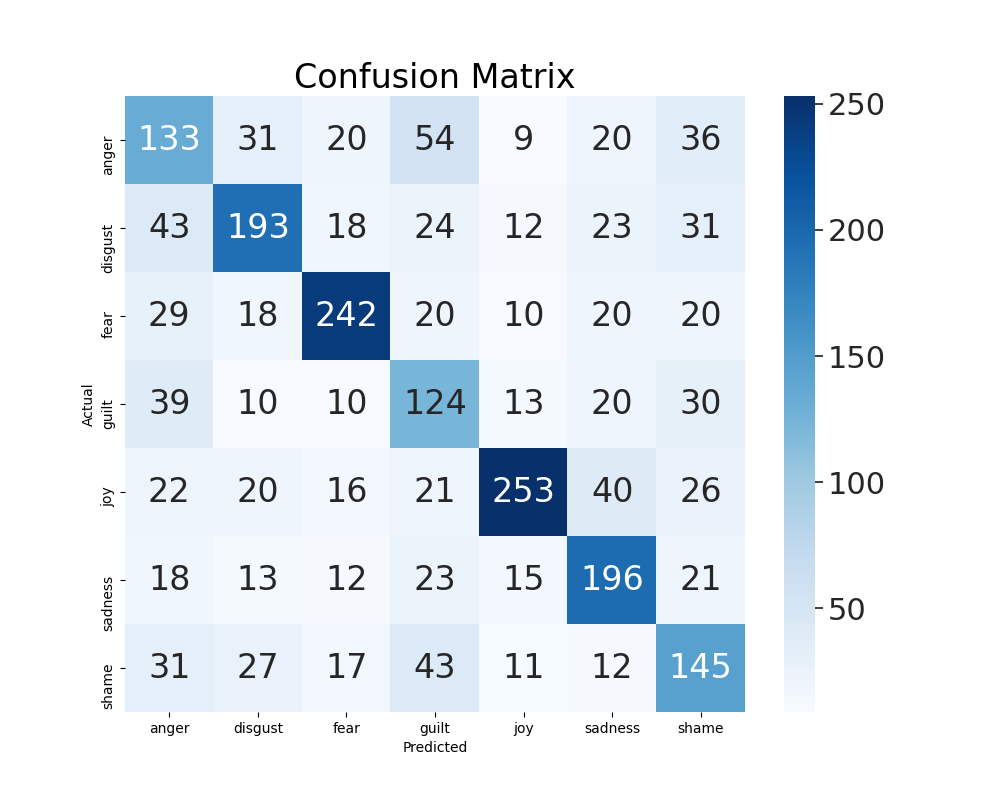 Confusion Matrix
anger 133 31 20 54 9 20 36
disgust 43 193 18 24 12 23 31
fear 29 18 242 20 10 20 20
guilt 39 10 10 124 13 20 30
joy 22 20 16 21 253 40 26
sadness 18 13 12 23 15 196 21
shame 31 27 17 43 11 12 145
Actual
anger disgust fear guilt joy sadness shame
Predicted
250
200
150
100
50